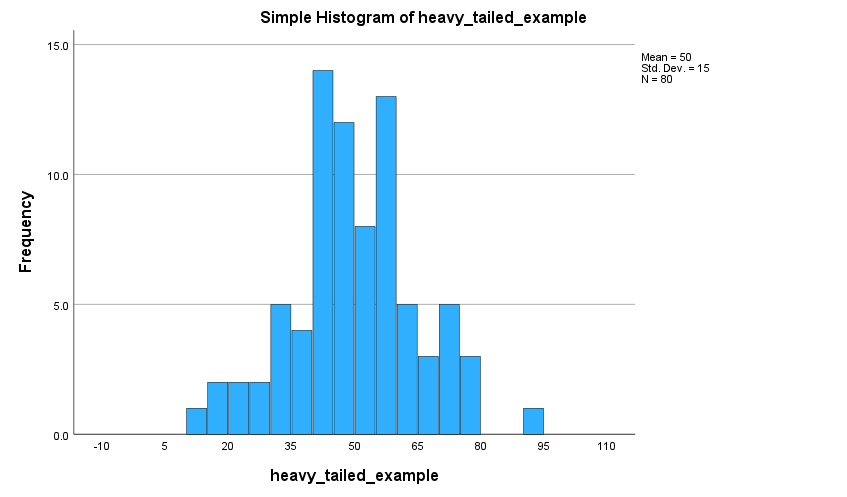 Simple Histogram of heavy_tailed_example
15.0
Mean = 50
Std. Dev. = 15
N = 80
10.0
Frequency
5.0
0.0
-10 5 20 35 50 65 80 95 110
heavy_tailed_example